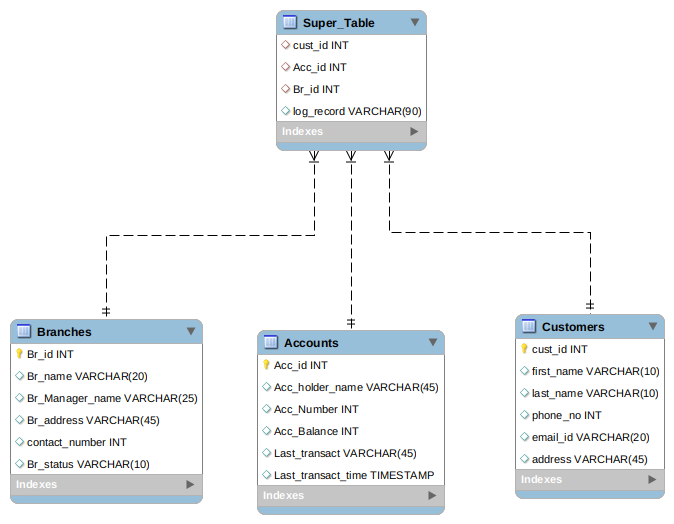 Super_Table
cust_id INT
Acc_id INT
Br_id INT
log_record VARCHAR(90)
Indexes
Branches
Br_id INT
Br_name VARCHAR(20)
Br_Manager_name VARCHAR(25)
Br_address VARCHAR(45)
contact_number INT
Br_status VARCHAR(10)
Indexes
Accounts
Acc_id INT
Acc_holder_name VARCHAR(45)
Acc_Number INT
Acc_Balance INT
Last_transact VARCHAR(45)
Last_transact_time TIMESTAMP
Indexes
Customers
cust_id INT
first_name VARCHAR(10)
last_name VARCHAR(10)
phone_no INT
email_id VARCHAR(20)
address VARCHAR(45)
Indexes